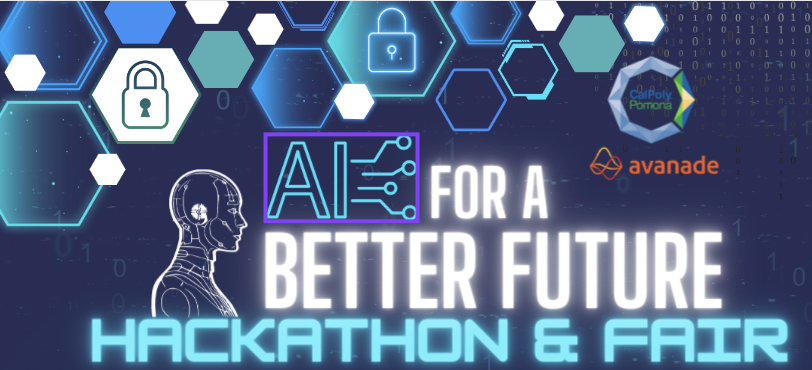 CalPoly
Pomona
avanade
AI FOR A
BETTER FUTURE
HACKATHON & FAIR